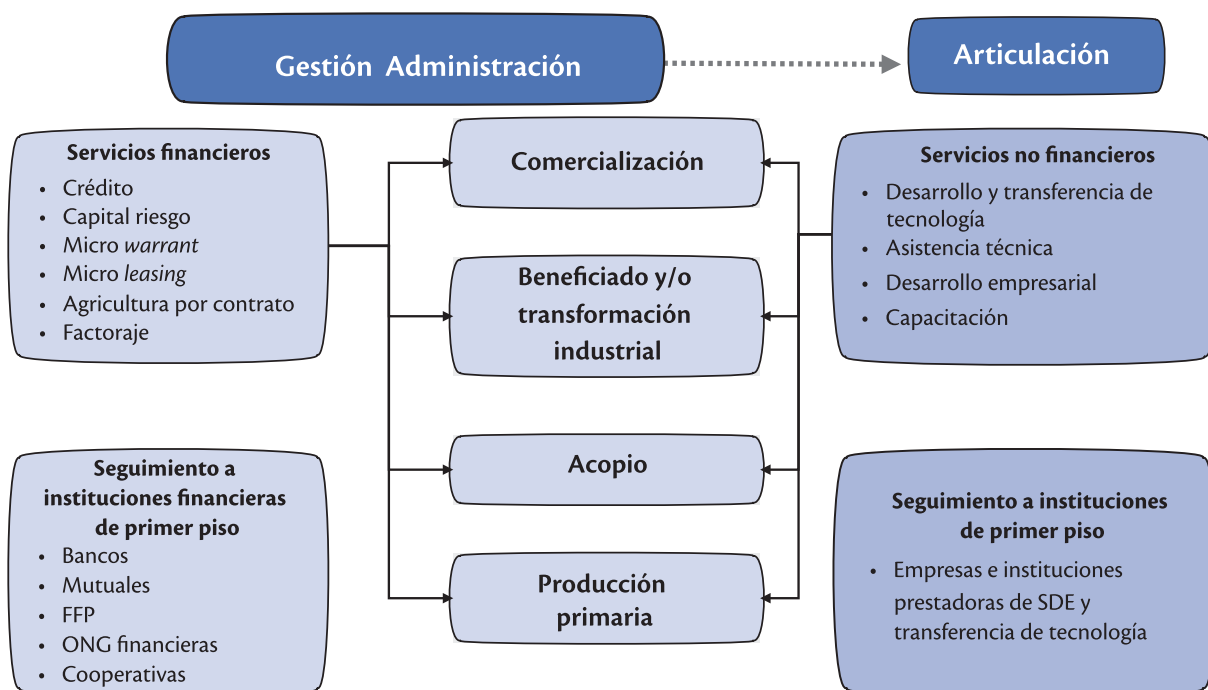 Gestión Administración
Articulación
Servicios financieros
• Crédito
• Capital riesgo
• Micro warrant
• Micro leasing
• Agricultura por contrato
• Factoraje
Seguimiento a
instituciones financieras
de primer piso
• Bancos
• Mutuales
• FFP
• ONG financieras
• Cooperativas
Comercialización
Beneficiado y/o
transformación
industrial
Acopio
Producción
primaria
Servicios no financieros
• Desarrollo y transferencia de
tecnología
• Asistencia técnica
• Desarrollo empresarial
• Capacitación
Seguimiento a instituciones
de primer piso
• Empresas e instituciones
prestadoras de SDE y
transferencia de tecnología